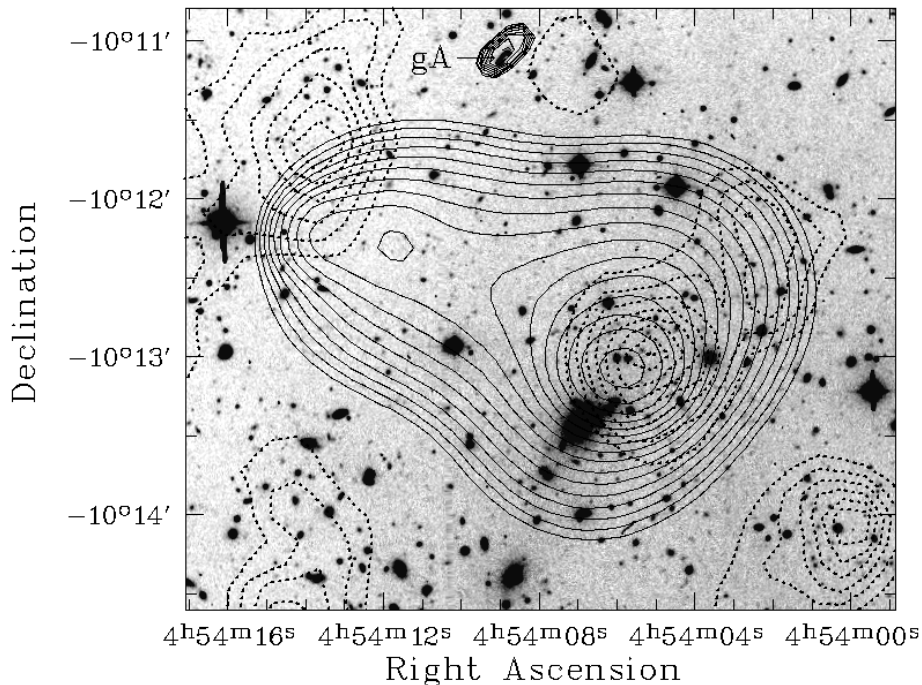 gA
−10°11′
−10°12′
−10°13′
−10°14′
Declination
4ʰ54ᵐ16ˢ 4ʰ54ᵐ12ˢ 4ʰ54ᵐ08ˢ 4ʰ54ᵐ04ˢ 4ʰ54ᵐ00ˢ
Right Ascension